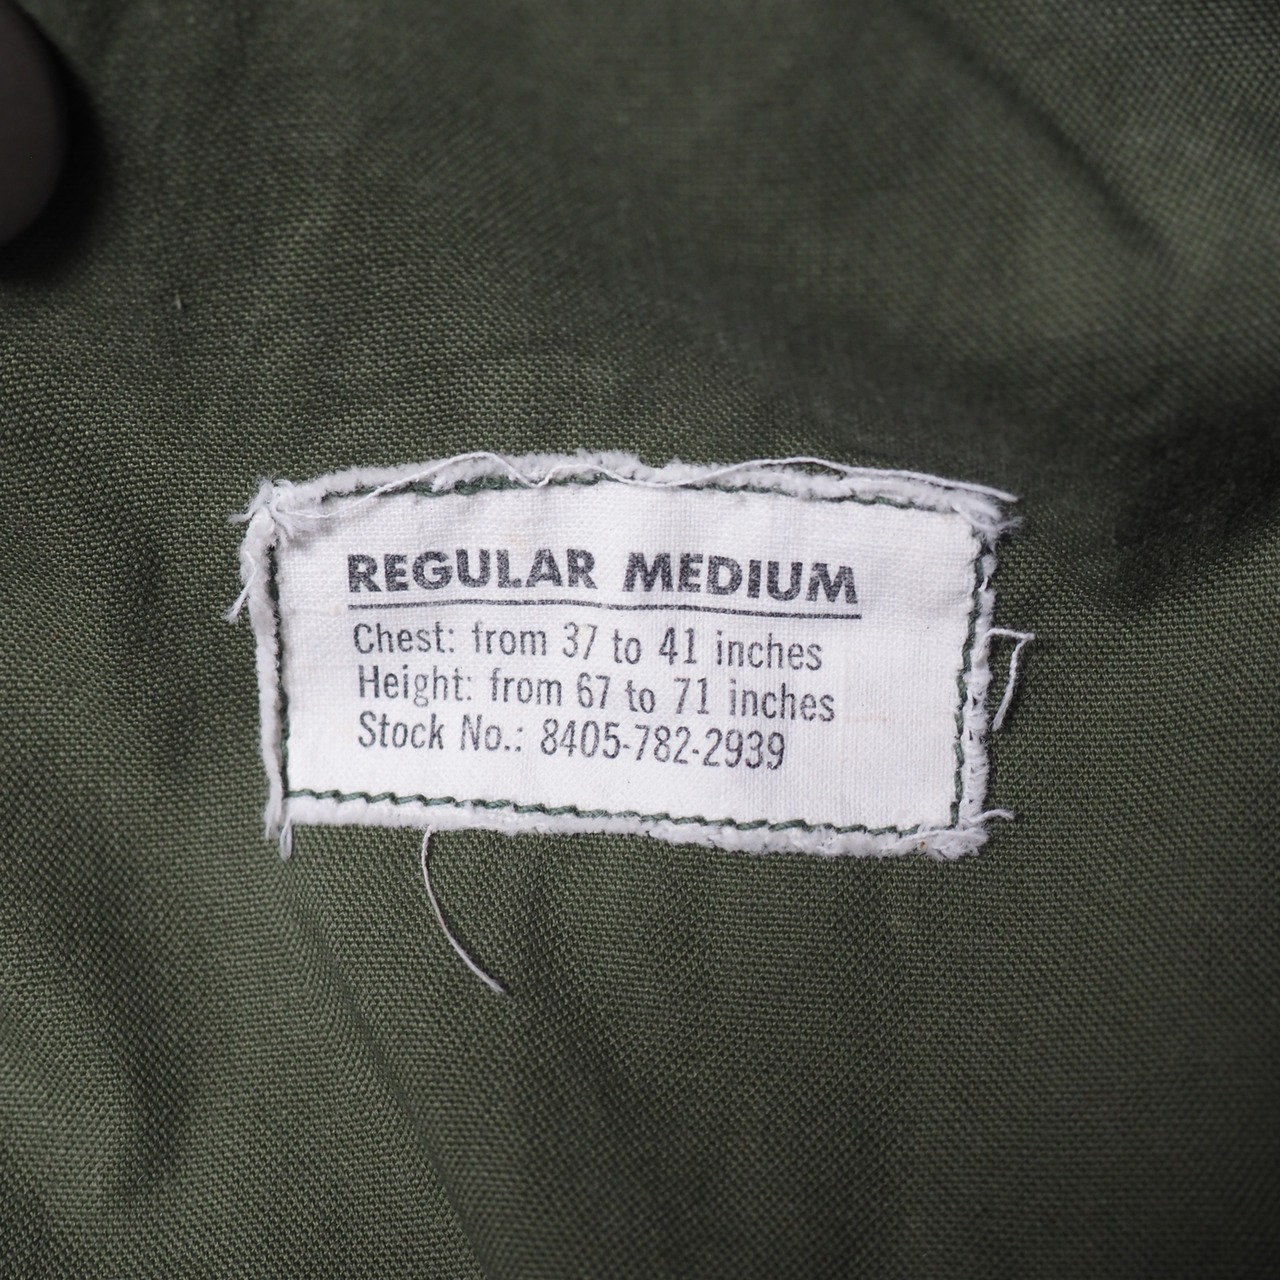 REGULAR MEDIUM
Chest: from 37 to 41 inches
Height: from 67 to 71 inches
Stock No.: 8405-782-2939